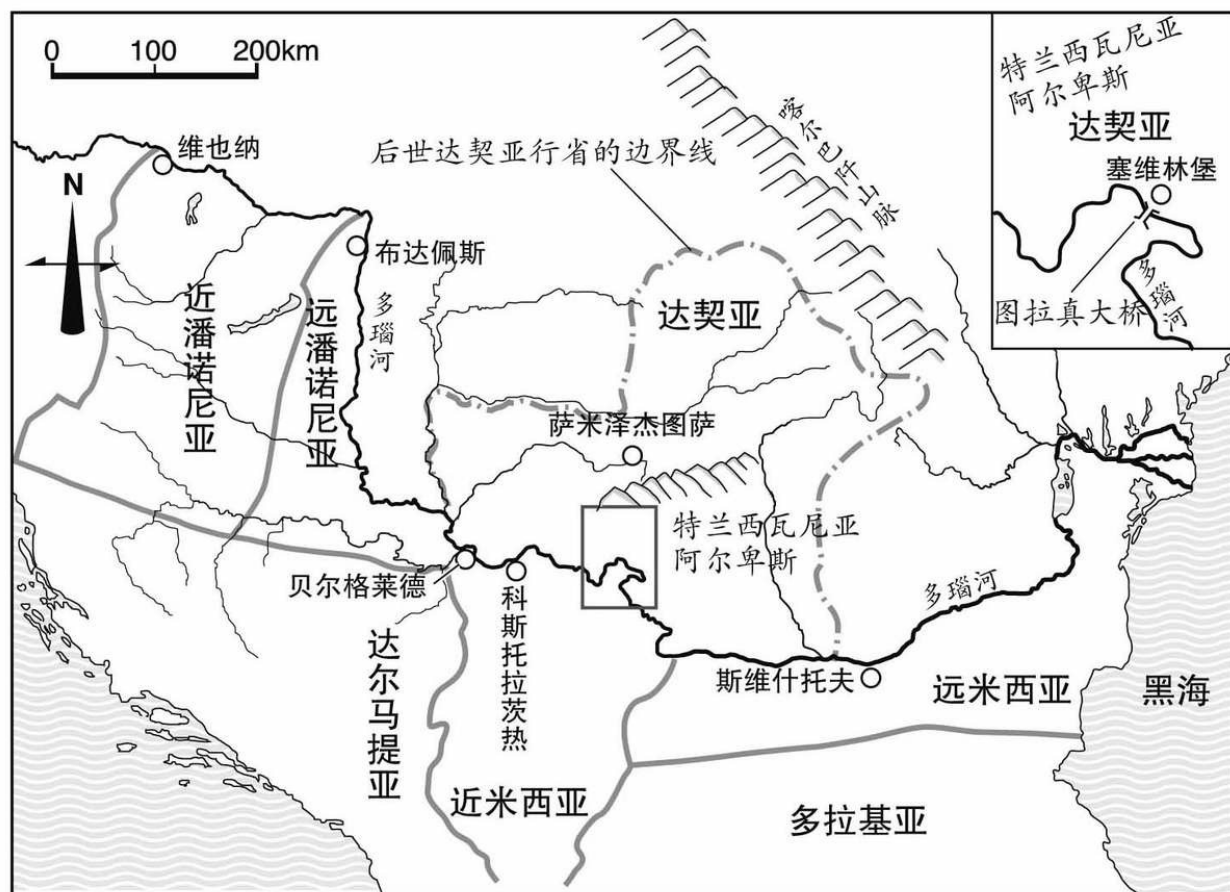 0 100 200km
N
维也纳
布达佩斯
近潘诺尼亚
远潘诺尼亚
多瑙河
后世达契亚行省的边界线
喀尔巴阡山脉
达契亚
萨米泽杰图萨
特兰西瓦尼亚
阿尔卑斯
贝尔格莱德
科斯托拉茨热
达尔马提亚
近米西亚
斯维什托夫
多瑙河
远米西亚
黑海
多拉基亚
特兰西瓦尼亚
阿尔卑斯
达契亚
塞维林堡
图拉真大桥
多瑙河